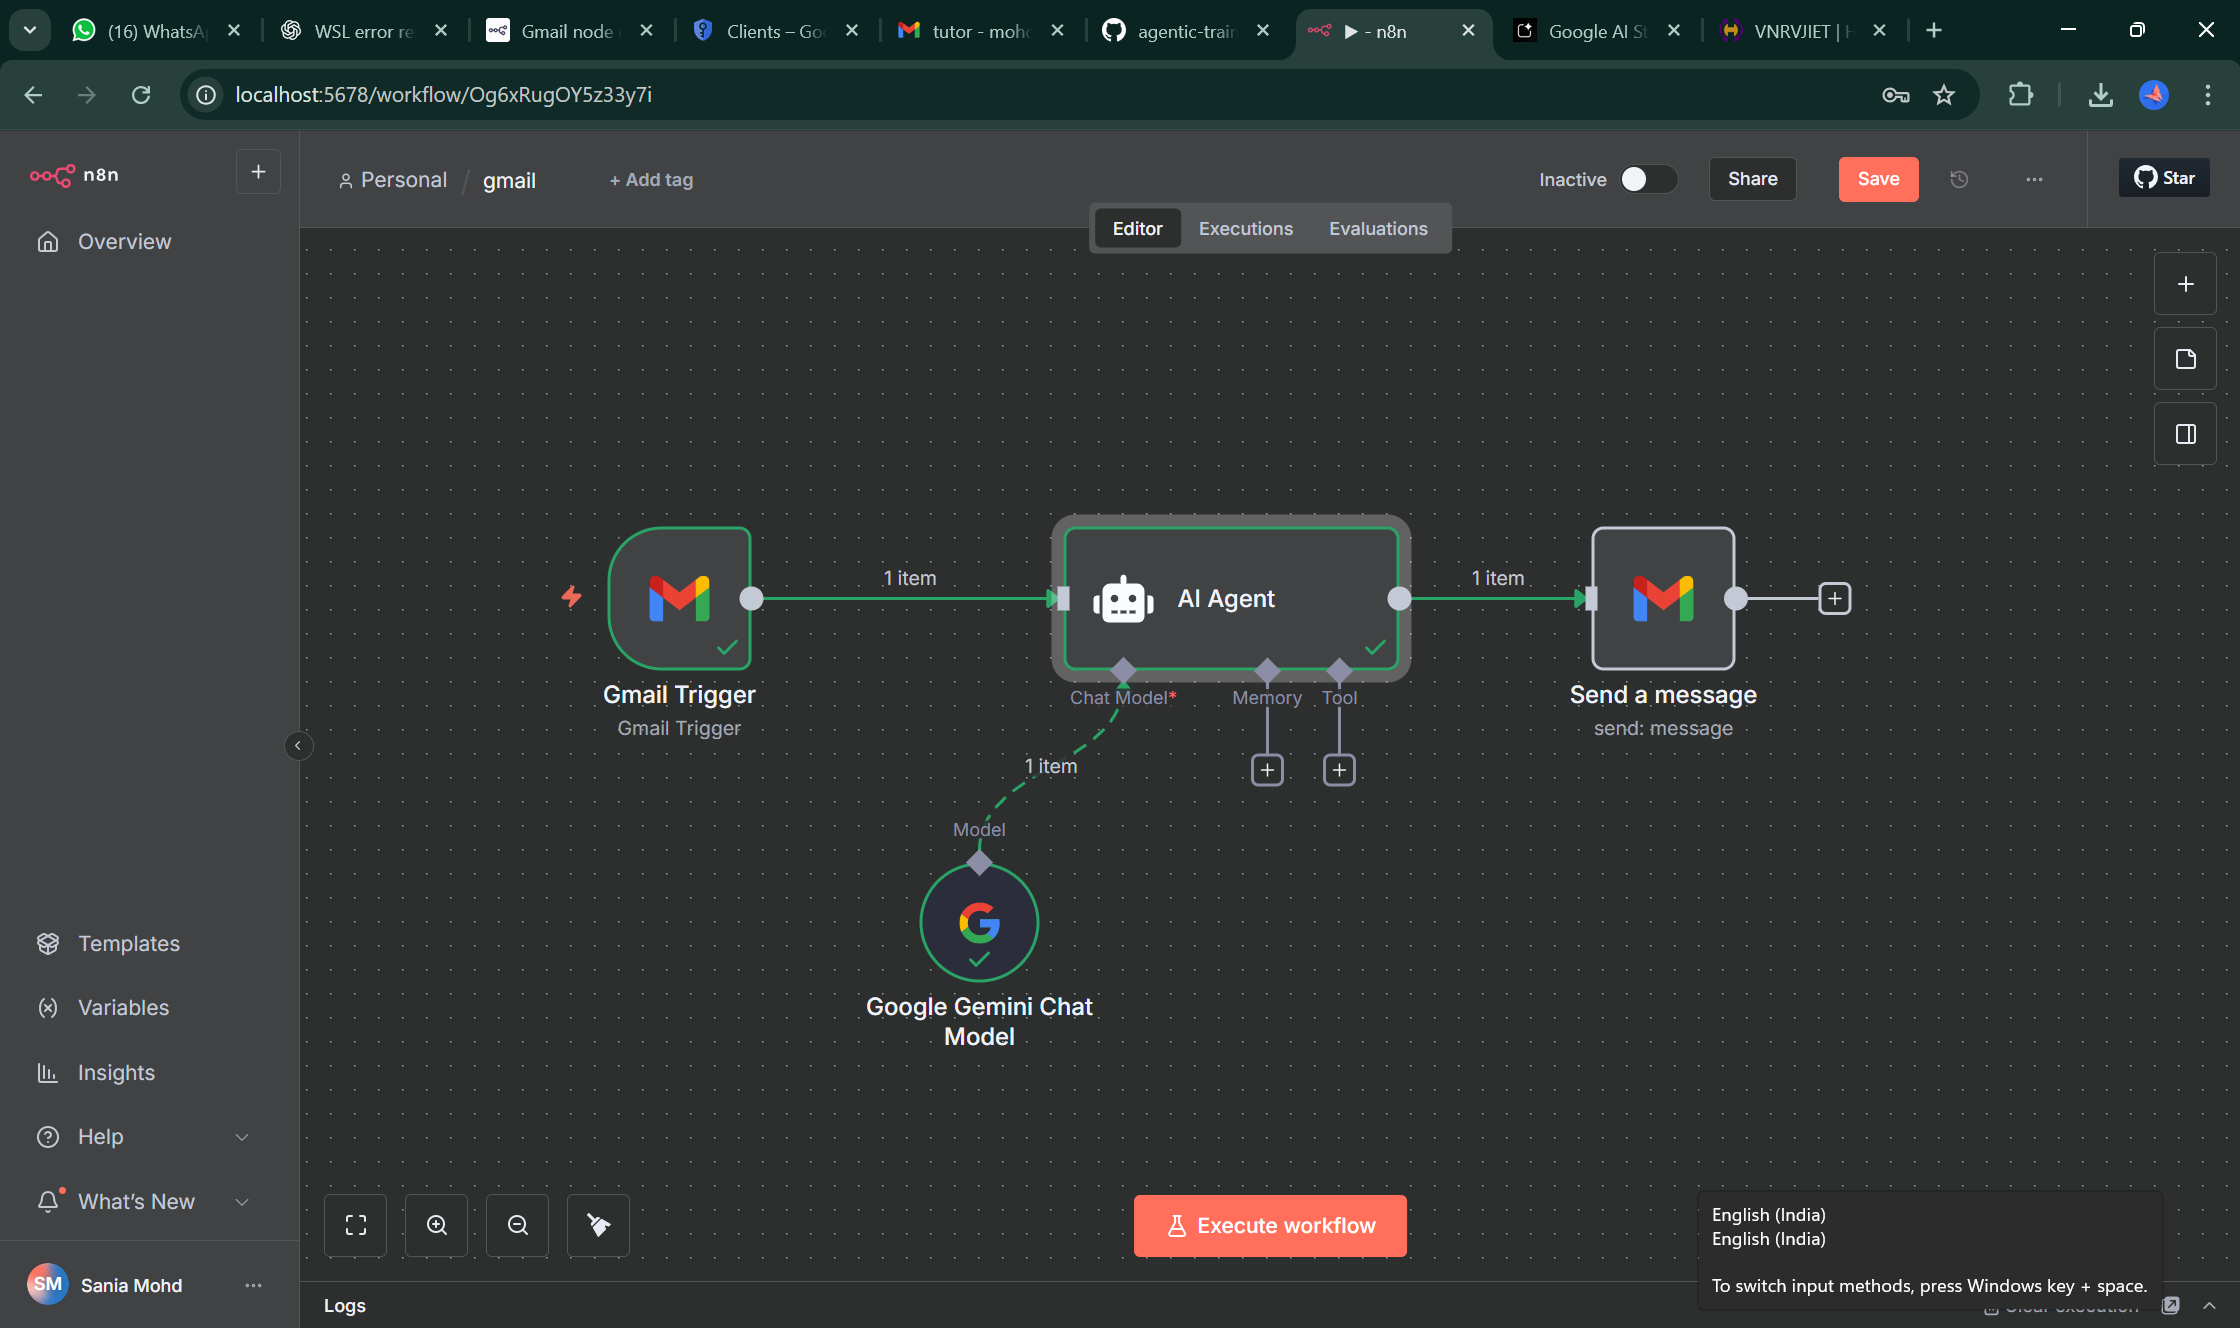 (16) WhatsA
WSL error re
Gmail node
Clients – Go
tutor - moh
agentic-train
▶ - n8n
Google AI St
VNRVJIET |
localhost:5678/workflow/Og6xRugOY5z33y7i
n8n
Personal / gmail
+ Add tag
Inactive
Share
Save
Star
Overview
Editor
Executions
Evaluations
1 item
AI Agent
1 item
Chat Model*
Memory
Tool
Gmail Trigger
Gmail Trigger
Send a message
send: message
1 item
Model
Google Gemini Chat
Model
Templates
Variables
Insights
Help
What's New
SM
Sania Mohd
Execute workflow
English (India)
English (India)
To switch input methods, press Windows key + space.
Logs
Clear execution